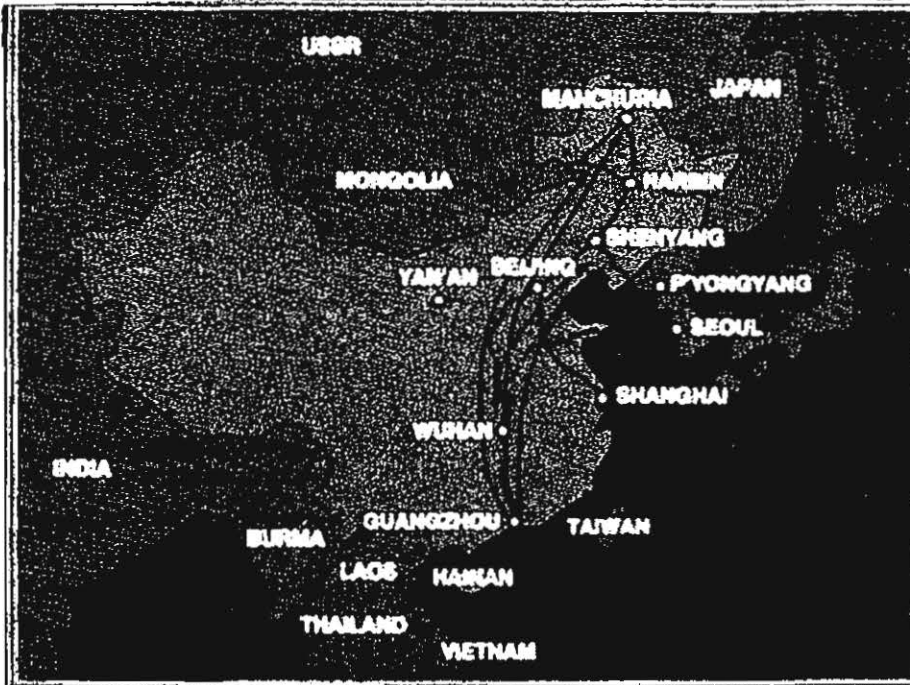 USSR
MANCHURIA
JAPAN
MONGOLIA
HARBIN
SHENYANG
YAN'AN
BEIJING
P'YONGYANG
SEOUL
SHANGHAI
WUHAN
INDIA
GUANGZHOU
TAIWAN
BURMA
LAOS
HAINAN
THAILAND
VIETNAM